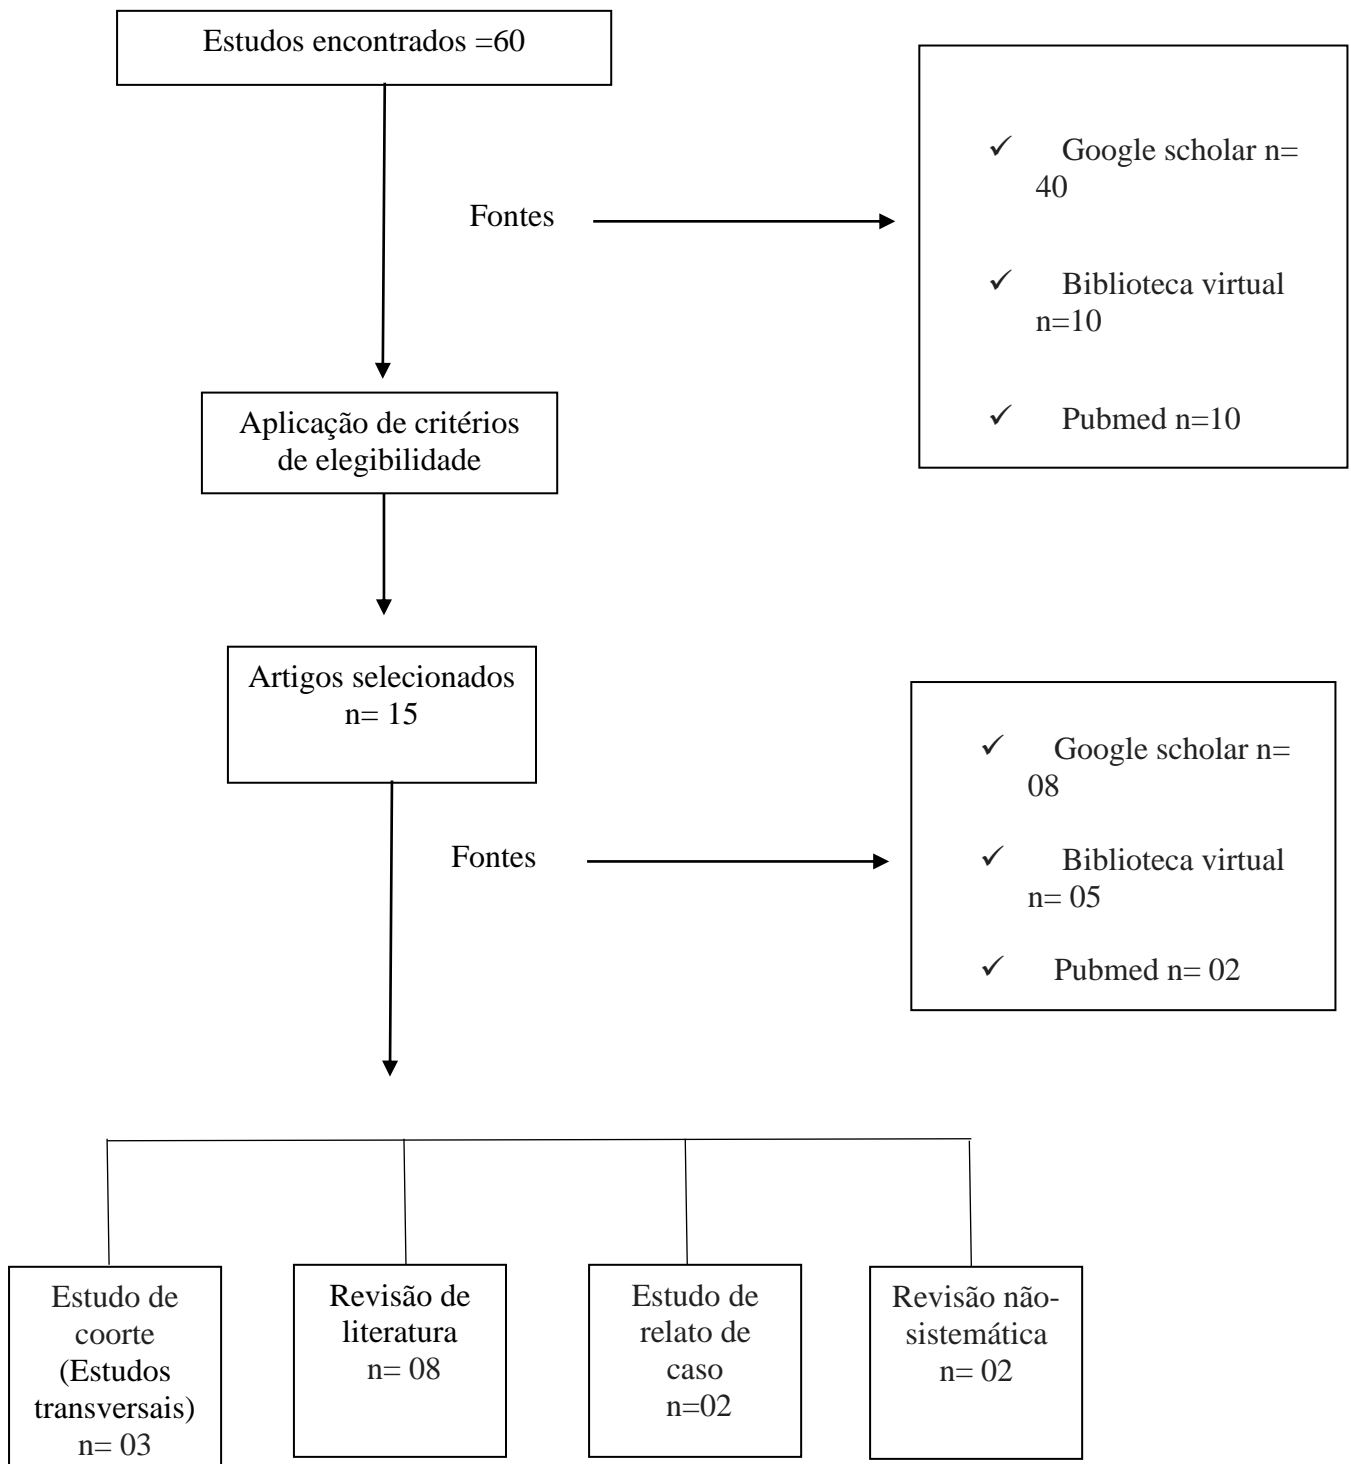 Estudos encontrados =60
✓ Google scholar n=
40
Fontes
✓ Biblioteca virtual
n=10
✓ Pubmed n=10
Aplicação de critérios
de elegibilidade
Artigos selecionados
n= 15
✓ Google scholar n=
08
Fontes
✓ Biblioteca virtual
n= 05
✓ Pubmed n= 02
Estudo de
coorte
(Estudos
transversais)
n= 03
Revisão de
literatura
n= 08
Estudo de
relato de
caso
n=02
Revisão não-
sistemática
n= 02